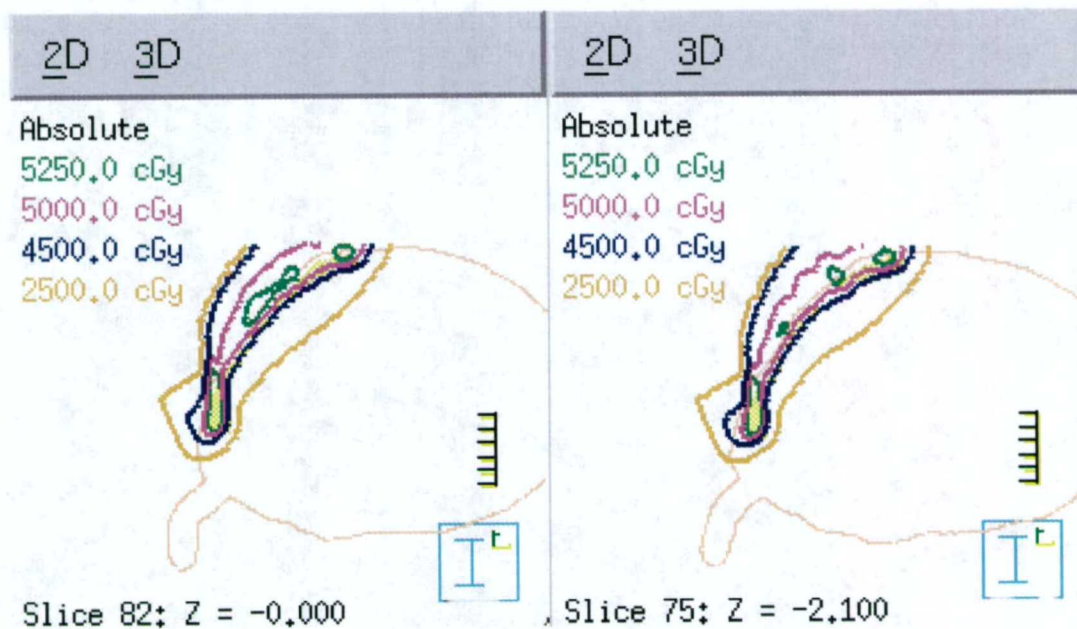 2D 3D
Absolute
5250.0 cGy
5000.0 cGy
4500.0 cGy
2500.0 cGy
Slice 82: Z = -0.000
2D 3D
Absolute
5250.0 cGy
5000.0 cGy
4500.0 cGy
2500.0 cGy
Slice 75: Z = -2.100